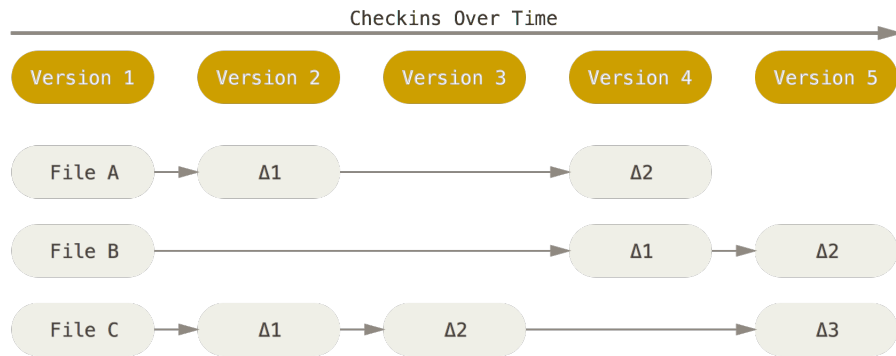 Checkins Over Time
Version 1 Version 2 Version 3 Version 4 Version 5
File A Δ1 Δ2
File B Δ1 Δ2
File C Δ1 Δ2 Δ3